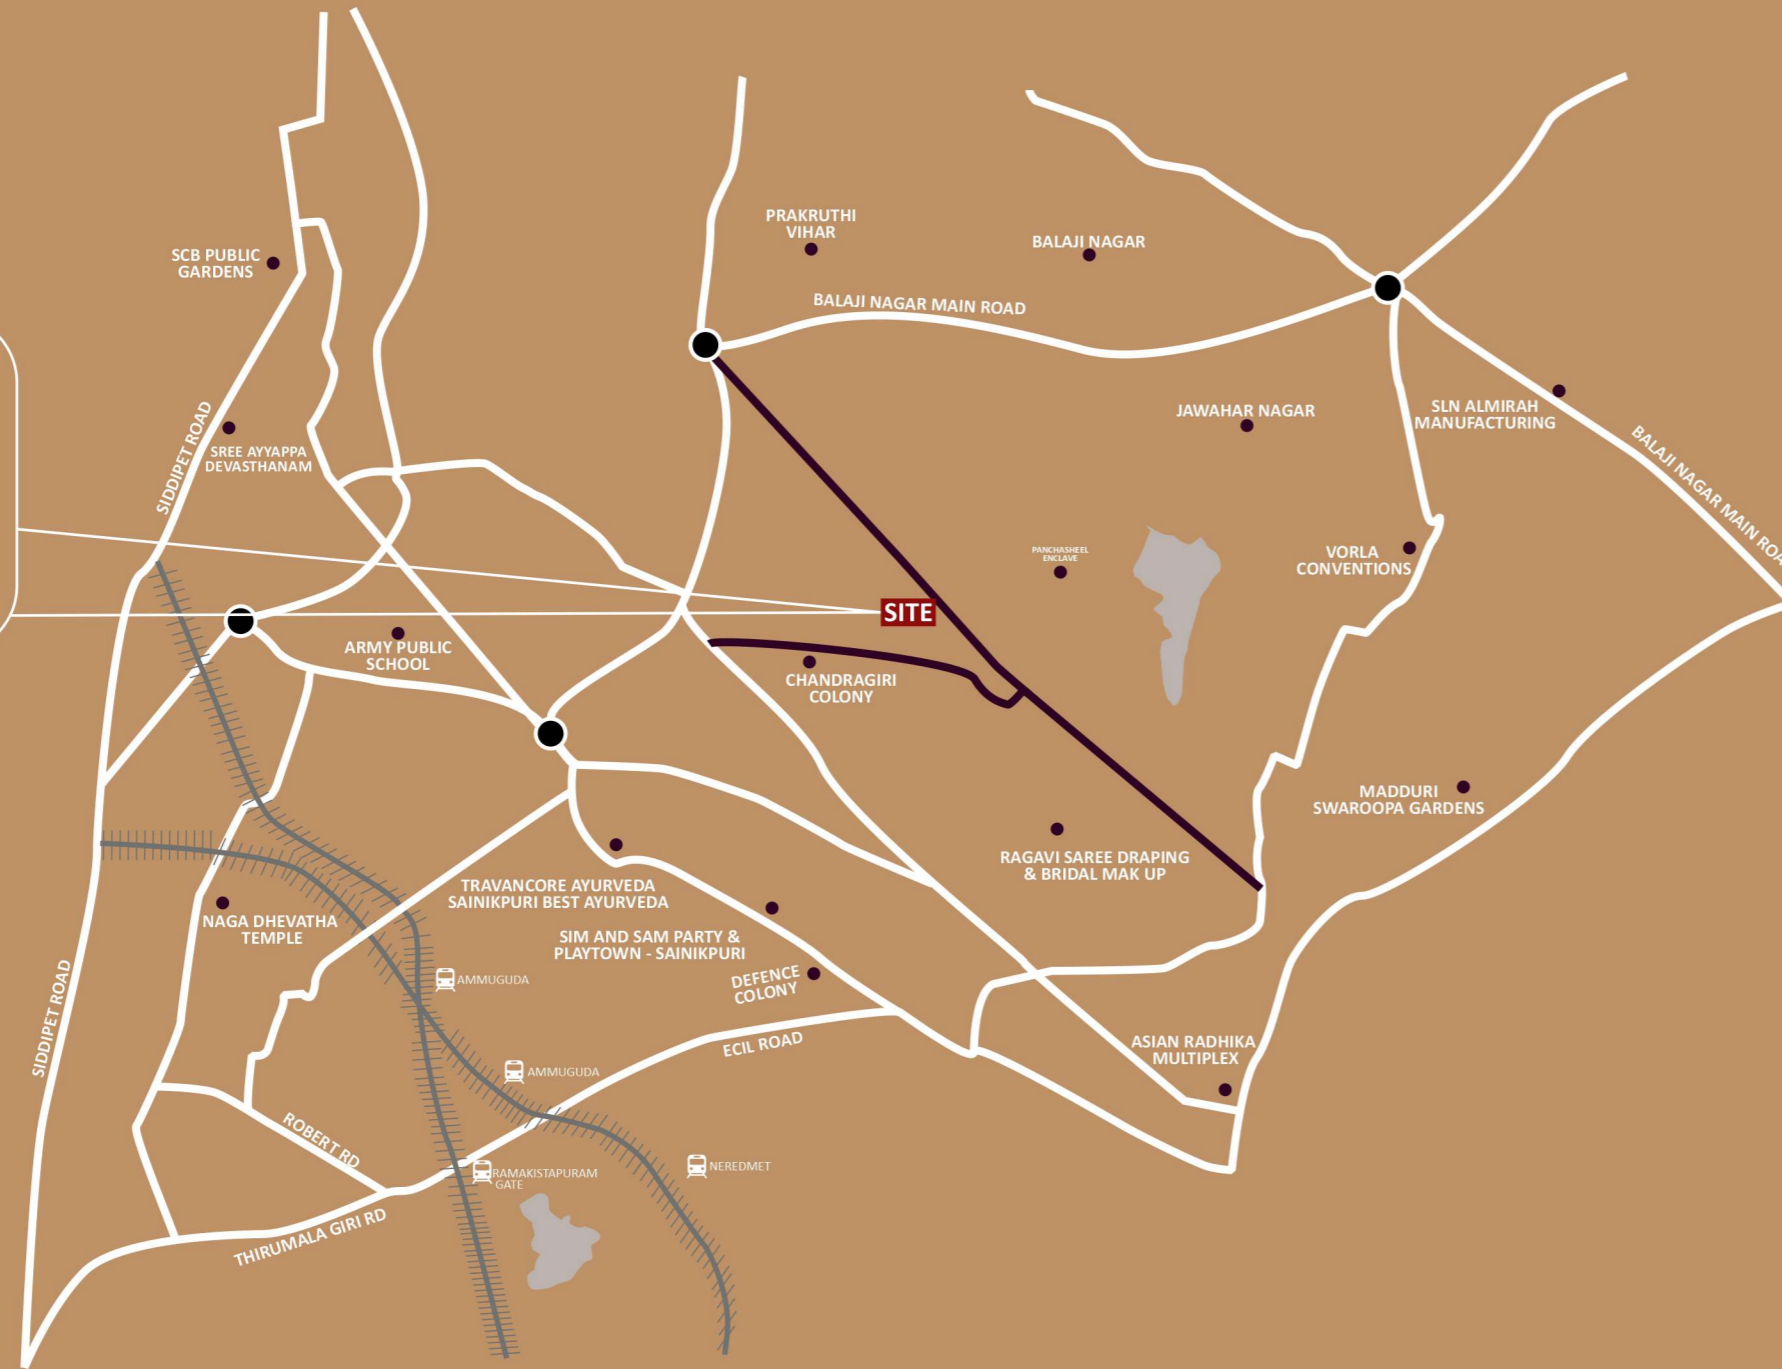 PRAKRUTHI
VIHAR
BALAJI NAGAR
SCB PUBLIC
GARDENS
BALAJI NAGAR MAIN ROAD
JAWAHAR NAGAR
SLN ALMIRAH
MANUFACTURING
SIDDIPET ROAD
SREE AYYAPPA
DEVASTHANAM
BALAJI NAGAR MAIN ROA
PANCHASHEEL
ENCLAVE
VORLA
CONVENTIONS
SITE
ARMY PUBLIC
SCHOOL
CHANDRAGIRI
COLONY
MADDURI
SWAROOPA GARDENS
RAGAVI SAREE DRAPING
& BRIDAL MAK UP
TRAVANCORE AYURVEDA
SAINIKPURI BEST AYURVEDA
NAGA DHEVATHA
TEMPLE
SIM AND SAM PARTY &
PLAYTOWN - SAINIKPURI
DEFENCE
COLONY
AMMUGUDA
SIDDIPET ROAD
ECIL ROAD
ASIAN RADHIKA
MULTIPLEX
AMMUGUDA
ROBERT RD
RAMAKISTAPURAM
GATE
NEREDMET
THIRUMALA GIRI RD